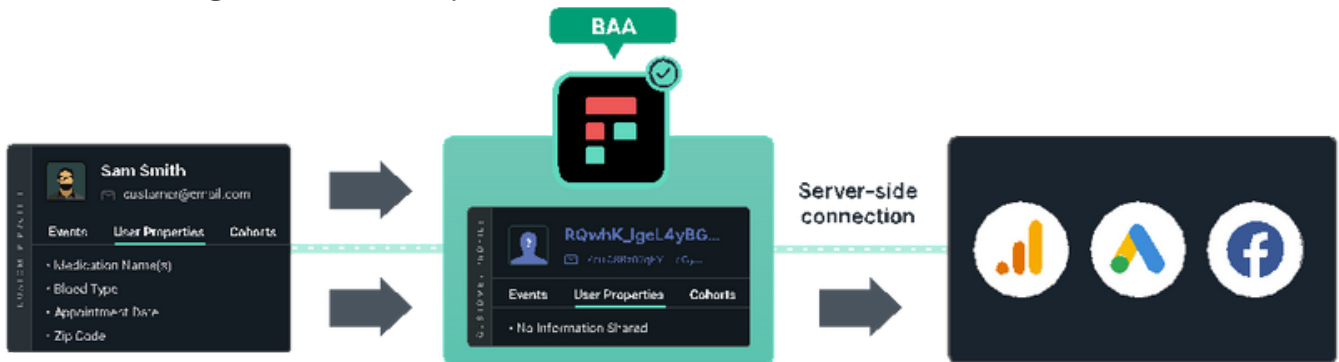 BAA
Sam Smith
customer@email.com
Events User Properties Cohorts
• Medication Name(s)
• Blood Type
• Appointment Date
• Zip Code
RQwhK_JgeL4yBG...
Events User Properties Cohorts
• No Information Shared
Server-side
connection